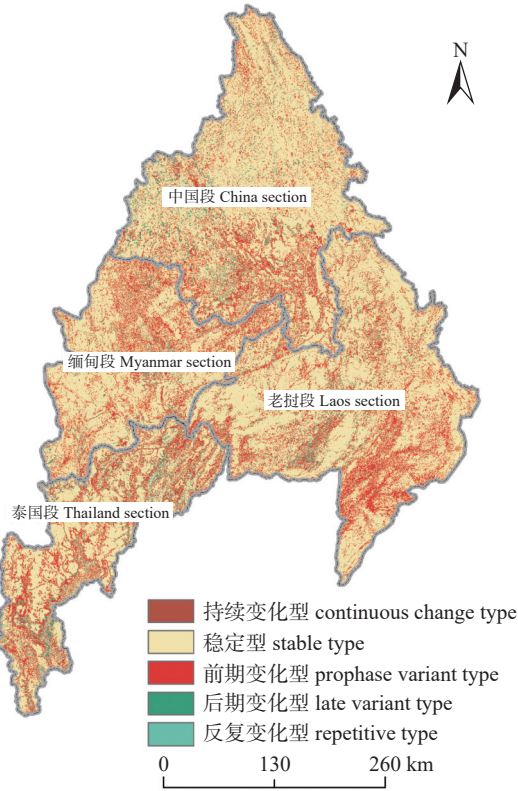 N
中国段 China section
缅甸段 Myanmar section
老挝段 Laos section
泰国段 Thailand section
持续变化型 continuous change type
稳定型 stable type
前期变化型 prophase variant type
后期变化型 late variant type
反复变化型 repetitive type
0 130 260 km